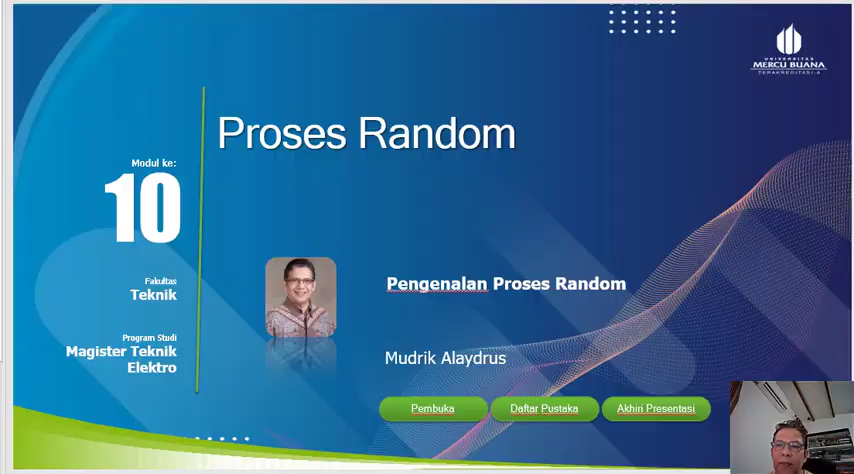 UNIVERSITAS
MERCU BUANA
TERAKREDITASI-A
Proses Random
Modul ke:
10
Fakultas
Teknik
Program Studi
Magister Teknik
Elektro
Pengenalan Proses Random
Mudrik Alaydrus
Pembuka
Daftar Pustaka
Akhiri Presentasi